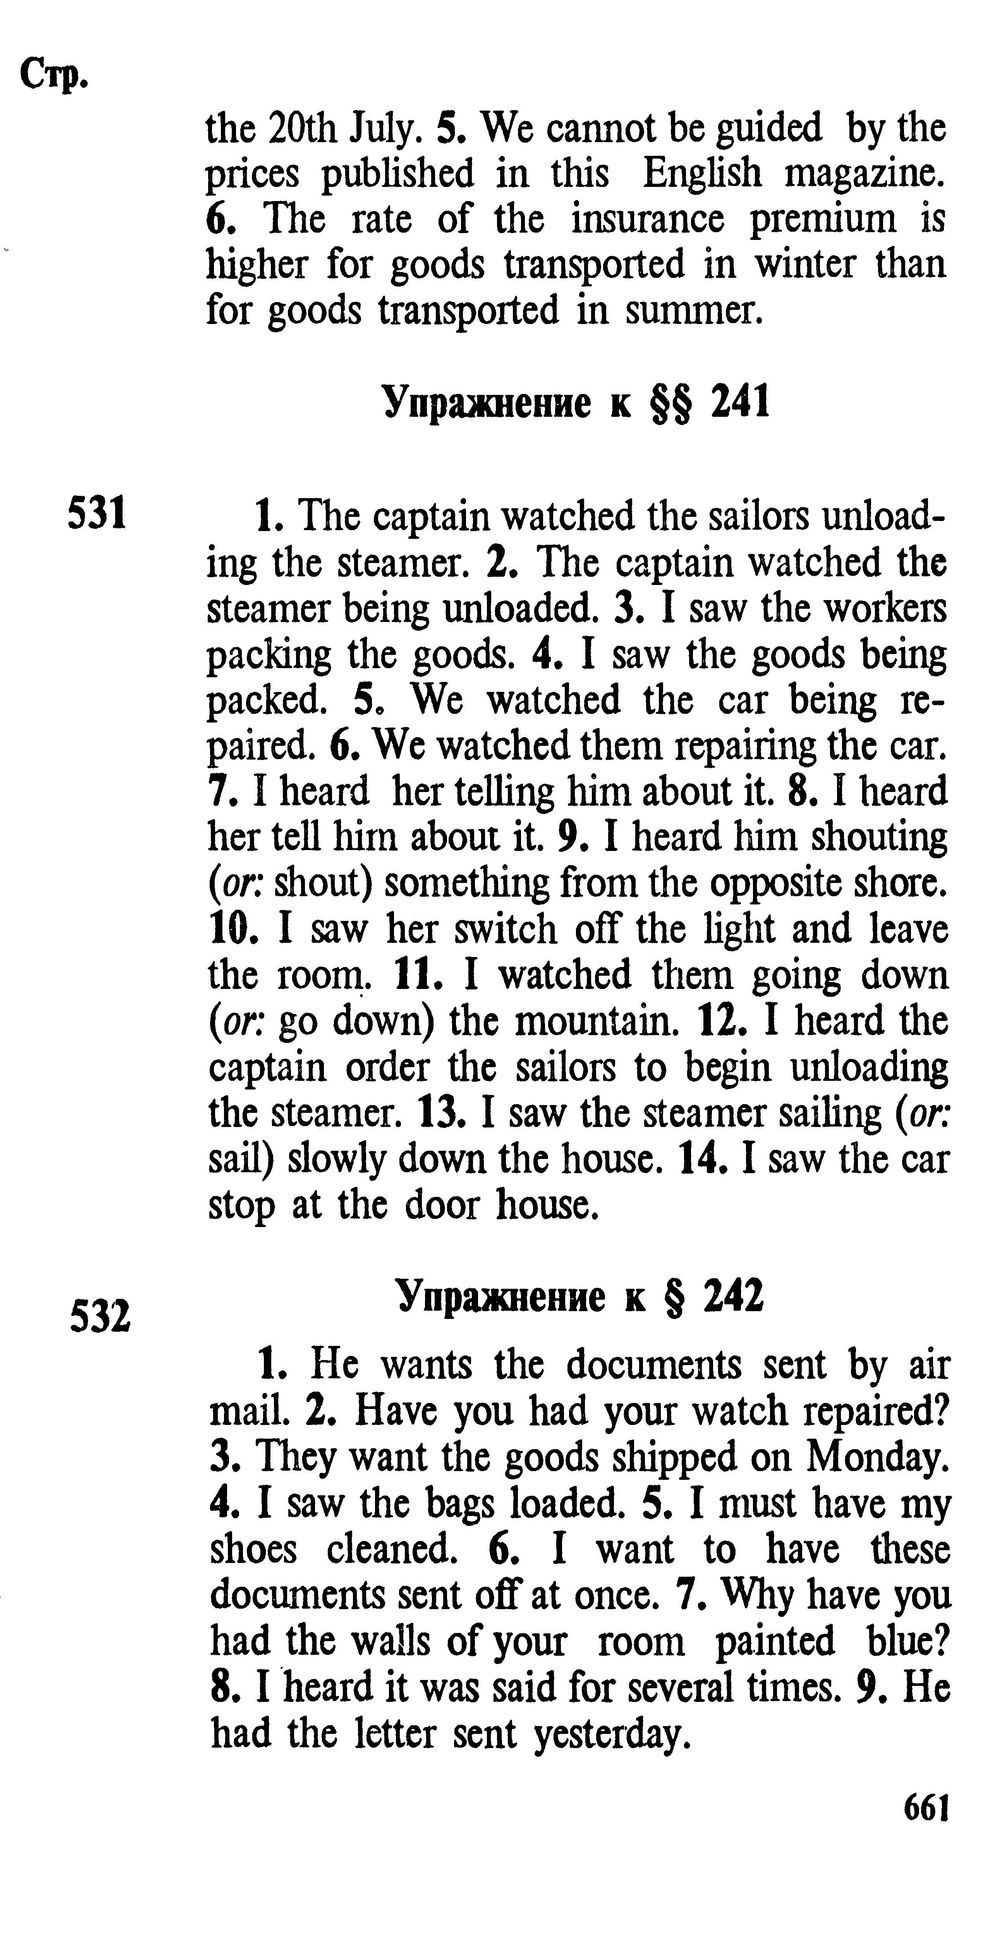 Стр.
the 20th July. 5. We cannot be guided by the
prices published in this English magazine.
6. The rate of the insurance premium is
higher for goods transported in winter than
for goods transported in summer.
Упражнение к §§ 241
531
1. The captain watched the sailors unload-
ing the steamer. 2. The captain watched the
steamer being unloaded. 3. I saw the workers
packing the goods. 4. I saw the goods being
packed. 5. We watched the car being re-
paired. 6. We watched them repairing the car.
7. I heard her telling him about it. 8. I heard
her tell him about it. 9. I heard him shouting
(or: shout) something from the opposite shore.
10. I saw her switch off the light and leave
the room. 11. I watched them going down
(or: go down) the mountain. 12. I heard the
captain order the sailors to begin unloading
the steamer. 13. I saw the steamer sailing (or:
sail) slowly down the house. 14. I saw the car
stop at the door house.
Упражнение к § 242
532
1. He wants the documents sent by air
mail. 2. Have you had your watch repaired?
3. They want the goods shipped on Monday.
4. I saw the bags loaded. 5. I must have my
shoes cleaned. 6. I want to have these
documents sent off at once. 7. Why have you
had the walls of your room painted blue?
8. I heard it was said for several times. 9. He
had the letter sent yesterday.
661